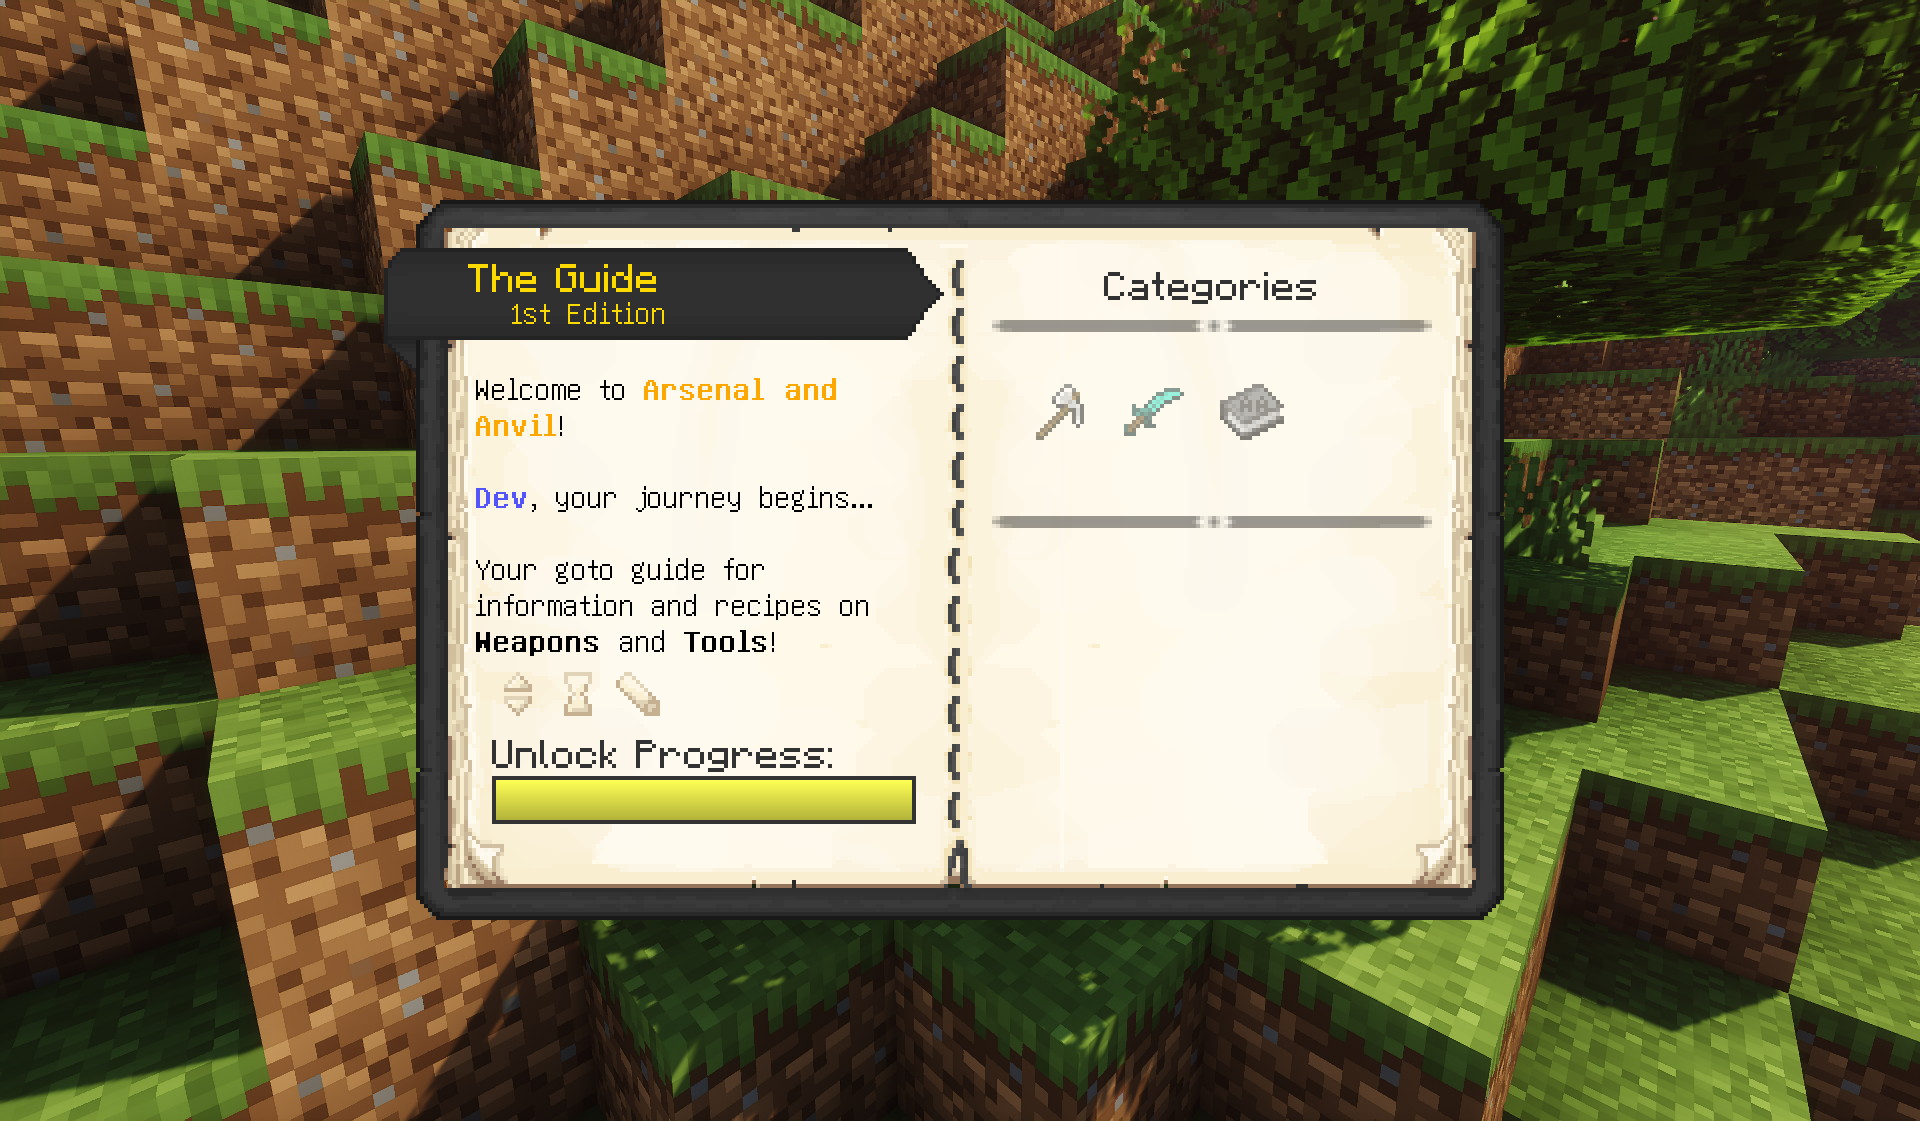 The Guide
1st Edition
Welcome to Arsenal and
Anvil!
Dev, your journey begins...
Your goto guide for
information and recipes on
Weapons and Tools!
Unlock Progress:
Categories